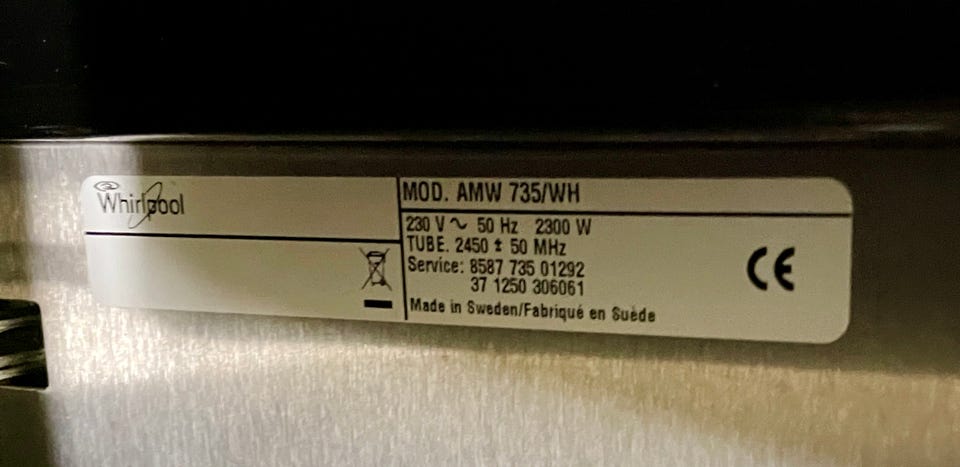 Whirlpool
MOD. AMW 735/WH
230 V ~ 50 Hz 2300 W
TUBE. 2450 ± 50 MHz
Service: 8587 735 01292
37 1250 306061
Made in Sweden/Fabriqué en Suède
CE